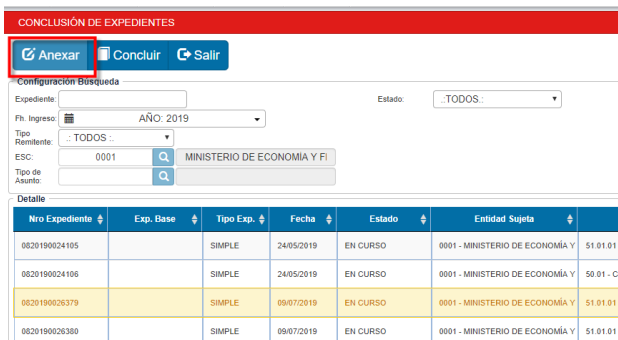 CONCLUSIÓN DE EXPEDIENTES
Anexar Concluir Salir
Configuración Búsqueda
Expediente: Estado: .:TODOS.:
Fh. Ingreso: AÑO: 2019
Tipo Remitente: .: TODOS :.
ESC: 0001 MINISTERIO DE ECONOMÍA Y FI
Tipo de Asunto:
Detalle
Nro Expediente Exp. Base Tipo Exp. Fecha Estado Entidad Sujeta
0820190024105 SIMPLE 24/05/2019 EN CURSO 0001 - MINISTERIO DE ECONOMÍA Y 51.01.01
0820190024106 SIMPLE 24/05/2019 EN CURSO 0001 - MINISTERIO DE ECONOMÍA Y 50.01 - C
0820190026379 SIMPLE 09/07/2019 EN CURSO 0001 - MINISTERIO DE ECONOMÍA Y 51.01.01
0820190026380 SIMPLE 09/07/2019 EN CURSO 0001 - MINISTERIO DE ECONOMÍA Y 51.01.01